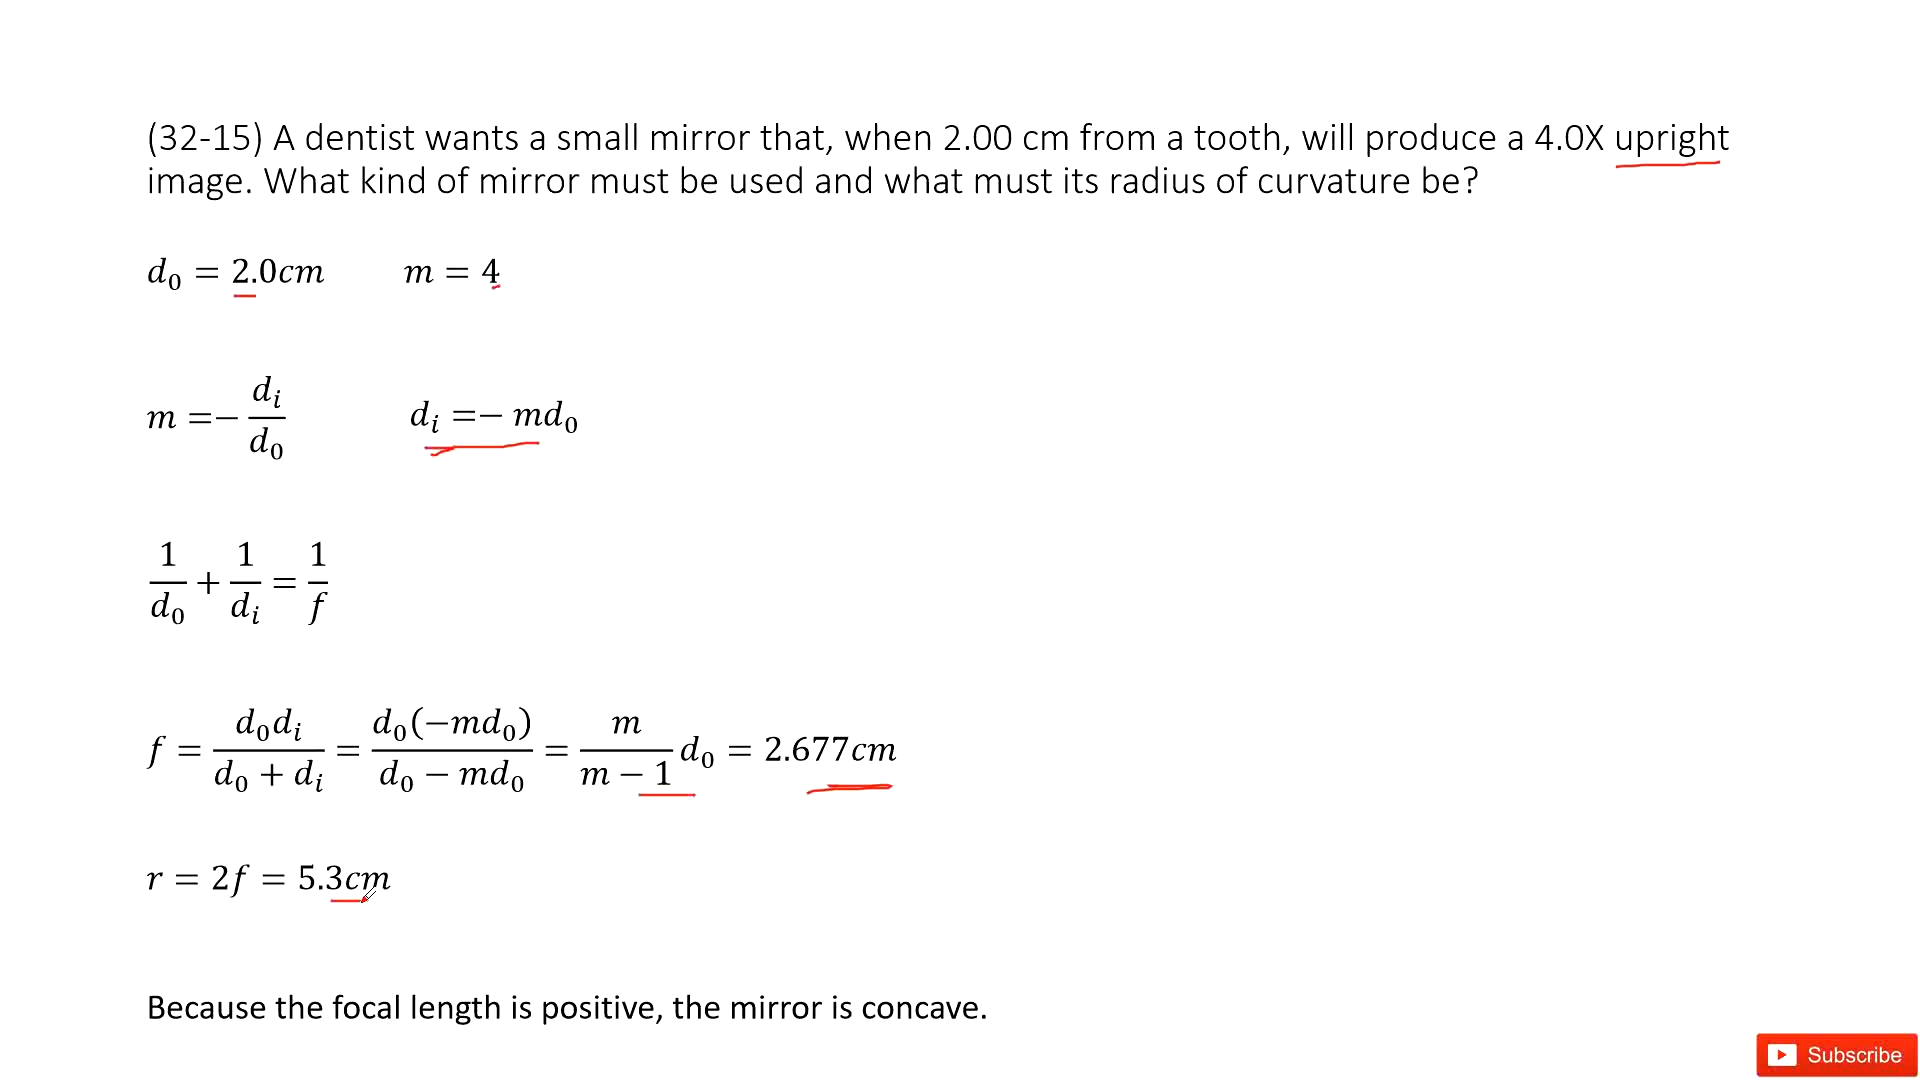 (32-15) A dentist wants a small mirror that, when 2.00 cm from a tooth, will produce a 4.0X upright
image. What kind of mirror must be used and what must its radius of curvature be?
d₀ = 2.0cm m = 4
m =− dᵢ/d₀ dᵢ =− md₀
1/d₀ + 1/dᵢ = 1/f
f = d₀dᵢ/(d₀ + dᵢ) = d₀(−md₀)/(d₀ − md₀) = m/(m − 1) d₀ = 2.677cm
r = 2f = 5.3cm
Because the focal length is positive, the mirror is concave.
Subscribe